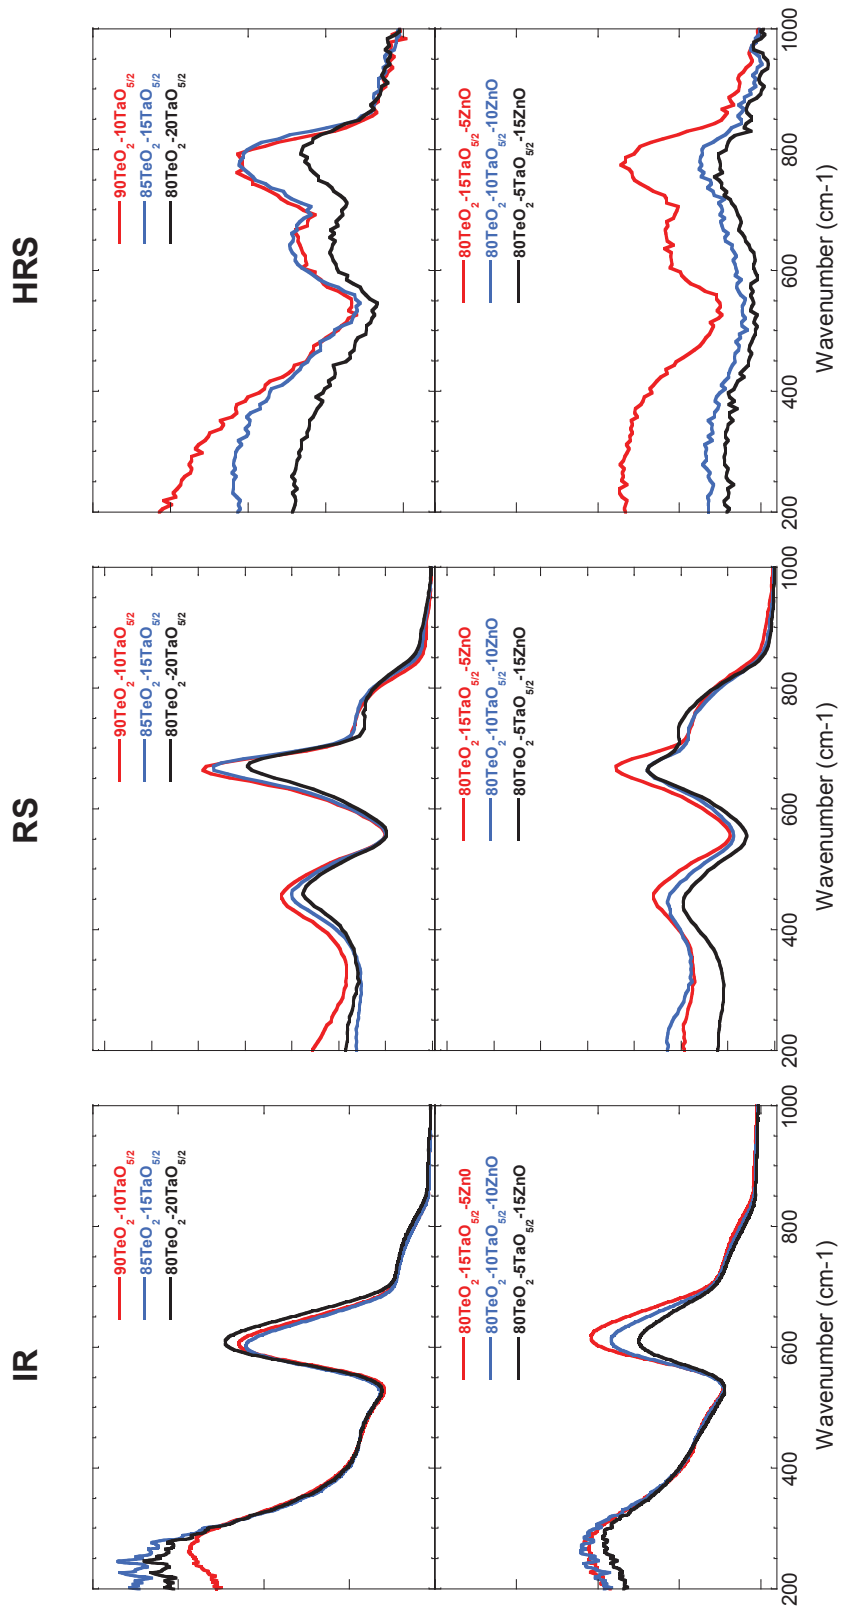 IR
RS
HRS
90TeO₂-10TaO₅/₂
85TeO₂-15TaO₅/₂
80TeO₂-20TaO₅/₂
90TeO₂-10TaO₅/₂
85TeO₂-15TaO₅/₂
80TeO₂-20TaO₅/₂
90TeO₂-10TaO₅/₂
85TeO₂-15TaO₅/₂
80TeO₂-20TaO₅/₂
80TeO₂-15TaO₅/₂-5Zn0
80TeO₂-10TaO₅/₂-10ZnO
80TeO₂-5TaO₅/₂-15ZnO
80TeO₂-15TaO₅/₂-5ZnO
80TeO₂-10TaO₅/₂-10ZnO
80TeO₂-5TaO₅/₂-15ZnO
80TeO₂-15TaO₅/₂-5ZnO
80TeO₂-10TaO₅/₂-10ZnO
80TeO₂-5TaO₅/₂-15ZnO
200 400 600 800 1000
200 400 600 800 1000
200 400 600 800 1000
Wavenumber (cm-1)
Wavenumber (cm-1)
Wavenumber (cm-1)